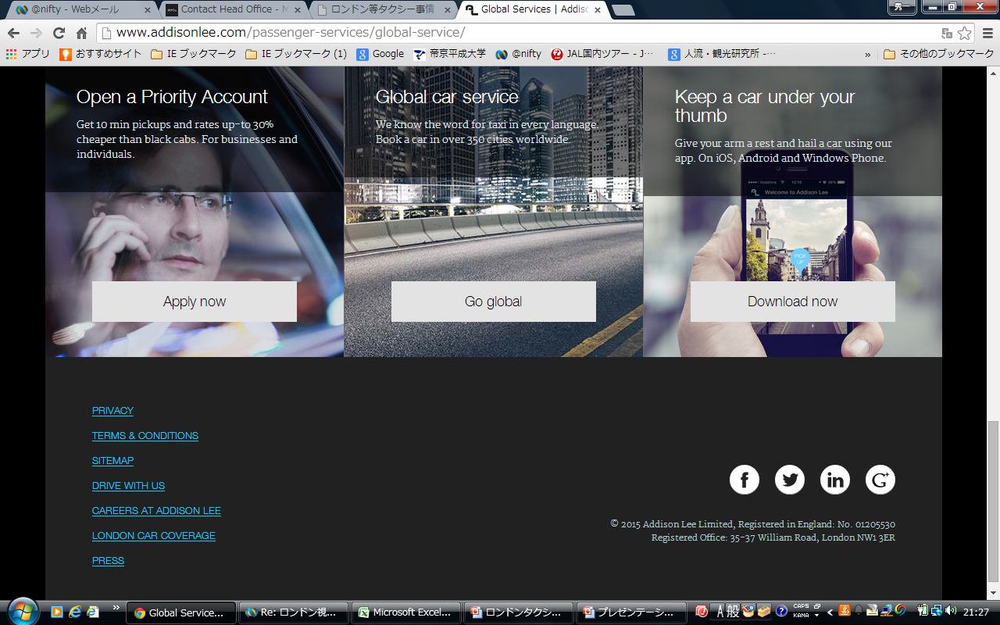 @nifty - Webメール
Contact Head Office - M
ロンドン等タクシー事情
Global Services | Addiso
www.addisonlee.com/passenger-services/global-service/
アプリ
おすすめサイト
IE ブックマーク
IE ブックマーク (1)
Google
帝京平成大学
@nifty
JAL国内ツアー - J…
人流・観光研究所 -…
»
その他のブックマーク
Open a Priority Account
Get 10 min pickups and rates up-to 30%
cheaper than black cabs. For businesses and
individuals.
Apply now
Global car service
We know the word for taxi in every language.
Book a car in over 350 cities worldwide.
Go global
Keep a car under your
thumb
Give your arm a rest and hail a car using our
app. On iOS, Android and Windows Phone.
Vodafone 12:10 98%
Welcome to Addison Lee
PICK
UP
Download now
PRIVACY
TERMS & CONDITIONS
SITEMAP
DRIVE WITH US
CAREERS AT ADDISON LEE
LONDON CAR COVERAGE
PRESS
© 2015 Addison Lee Limited, Registered in England: No. 01205530
Registered Office: 35-37 William Road, London NW1 3ER
Global Service...
Re: ロンドン視...
Microsoft Excel...
ロンドンタクシ...
プレゼンテーシ...
A 般
CAPS
KANA
21:27